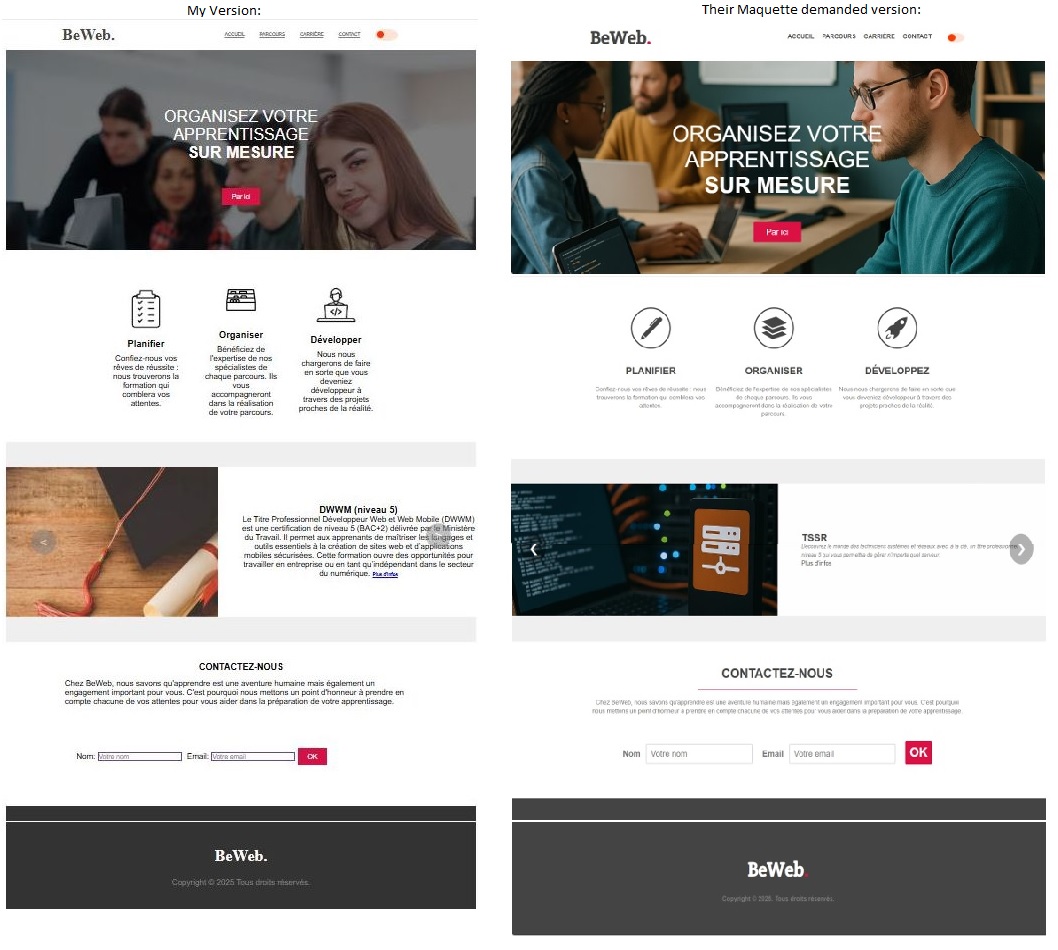 My Version:
BeWeb.
ACCUEIL PARCOURS CARRIÈRE CONTACT
ORGANISEZ VOTRE
APPRENTISSAGE
SUR MESURE
Par ici
Planifier
Confiez-nous vos
rêves de réussite :
nous trouverons la
formation qui
comblera vos
attentes.
Organiser
Bénéficiez de
l'expertise de nos
spécialistes de
chaque parcours. Ils
vous
accompagneront
dans la réalisation
de votre parcours.
Développer
Nous nous
chargerons de faire
en sorte que vous
deveniez
développeur à
travers des projets
proches de la réalité.
<
DWWM (niveau 5)
Le Titre Professionnel Développeur Web et Web Mobile (DWWM)
est une certification de niveau 5 (BAC+2) délivrée par le Ministère
du Travail. Il permet aux apprenants de maîtriser les langages et
outils essentiels à la création de sites web et d'applications
mobiles sécurisées. Cette formation ouvre des opportunités pour
travailler en entreprise ou en tant qu'indépendant dans le secteur
du numérique. Plus d'infos
CONTACTEZ-NOUS
Chez BeWeb, nous savons qu'apprendre est une aventure humaine mais également un
engagement important pour vous. C'est pourquoi nous mettons un point d'honneur à prendre en
compte chacune de vos attentes pour vous aider dans la préparation de votre apprentissage.
Nom: Votre nom Email: Votre email OK
BeWeb.
Copyright © 2025 Tous droits réservés.
Their Maquette demanded version:
BeWeb.
ACCUEIL PARCOURS CARRIERE CONTACT
ORGANISEZ VOTRE
APPRENTISSAGE
SUR MESURE
Par ici
PLANIFIER
Confiez-nous vos rêves de réussite : nous
trouverons la formation qui comblera vos
attentes.
ORGANISER
Bénéficiez de l'expertise de nos spécialistes
de chaque parcours. Ils vous
accompagneront dans la réalisation de votre
parcours.
DÉVELOPPEZ
Nous nous chargerons de faire en sorte que
vous deveniez développeur à travers des
projets proches de la réalité.
TSSR
Découvrez le monde des techniciens systèmes et réseaux avec à la clé, un titre professionnel
niveau 5 qui vous permettra de gérer n'importe quel serveur.
Plus d'infos
CONTACTEZ-NOUS
Chez BeWeb, nous savons qu'apprendre est une aventure humaine mais également un engagement important pour vous. C'est pourquoi
nous mettons un point d'honneur à prendre en compte chacune de vos attentes pour vous aider dans la préparation de votre apprentissage.
Nom Votre nom Email Votre email OK
BeWeb.
Copyright © 2025. Tous droits réservés.